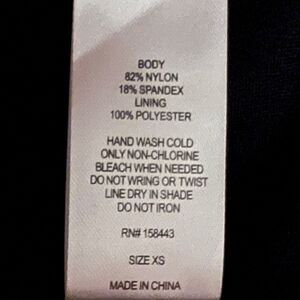 BODY
82% NYLON
18% SPANDEX
LINING
100% POLYESTER
HAND WASH COLD
ONLY NON-CHLORINE
BLEACH WHEN NEEDED
DO NOT WRING OR TWIST
LINE DRY IN SHADE
DO NOT IRON
RN# 158443
SIZE XS
MADE IN CHINA